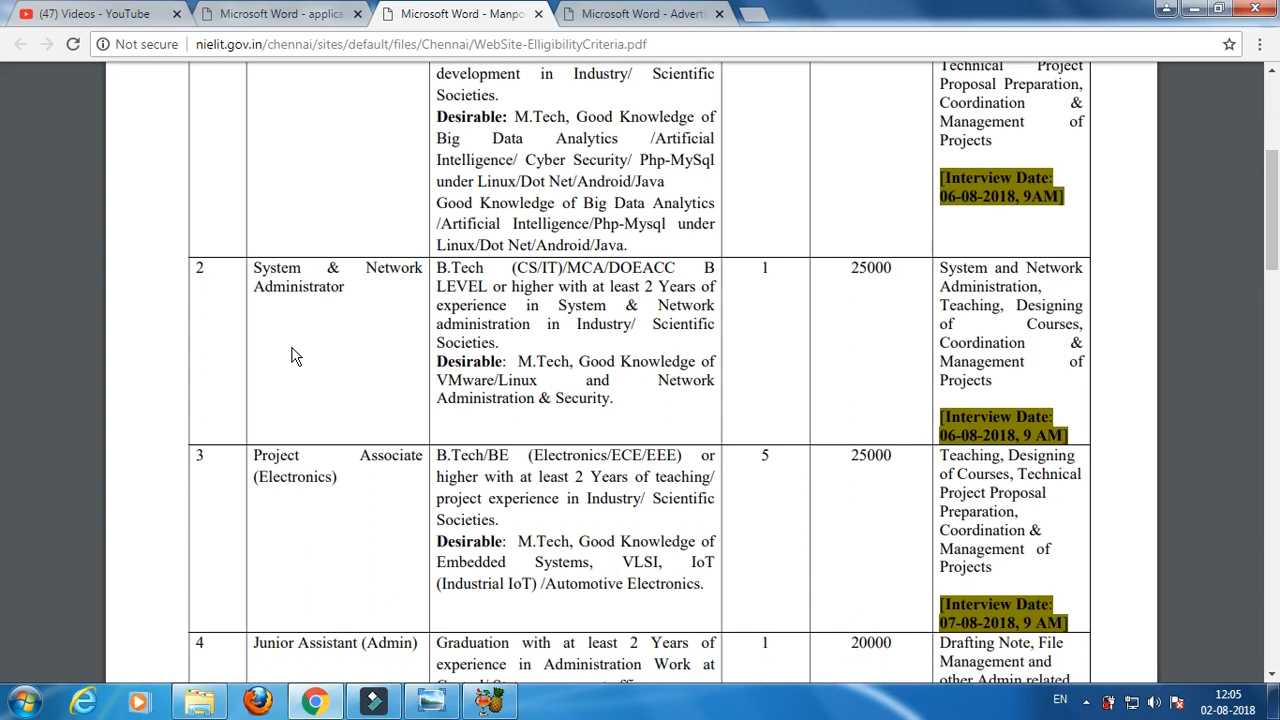 (47) Videos - YouTube
Microsoft Word - applica
Microsoft Word - Manpo
Microsoft Word - Advert
Not secure
nielit.gov.in/chennai/sites/default/files/Chennai/WebSite-ElligibilityCriteria.pdf
development in Industry/ Scientific
Societies.
Desirable: M.Tech, Good Knowledge of
Big Data Analytics /Artificial
Intelligence/ Cyber Security/ Php-MySql
under Linux/Dot Net/Android/Java
Good Knowledge of Big Data Analytics
/Artificial Intelligence/Php-Mysql under
Linux/Dot Net/Android/Java.
Technical Project
Proposal Preparation,
Coordination &
Management of
Projects
[Interview Date:
06-08-2018, 9AM]
2
System & Network
Administrator
B.Tech (CS/IT)/MCA/DOEACC B
LEVEL or higher with at least 2 Years of
experience in System & Network
administration in Industry/ Scientific
Societies.
Desirable: M.Tech, Good Knowledge of
VMware/Linux and Network
Administration & Security.
1
25000
System and Network
Administration,
Teaching, Designing
of Courses,
Coordination &
Management of
Projects
[Interview Date:
06-08-2018, 9 AM]
3
Project Associate
(Electronics)
B.Tech/BE (Electronics/ECE/EEE) or
higher with at least 2 Years of teaching/
project experience in Industry/ Scientific
Societies.
Desirable: M.Tech, Good Knowledge of
Embedded Systems, VLSI, IoT
(Industrial IoT) /Automotive Electronics.
5
25000
Teaching, Designing
of Courses, Technical
Project Proposal
Preparation,
Coordination &
Management of
Projects
[Interview Date:
07-08-2018, 9 AM]
4
Junior Assistant (Admin)
Graduation with at least 2 Years of
experience in Administration Work at
1
20000
Drafting Note, File
Management and
other Admin related
EN
12:05
02-08-2018